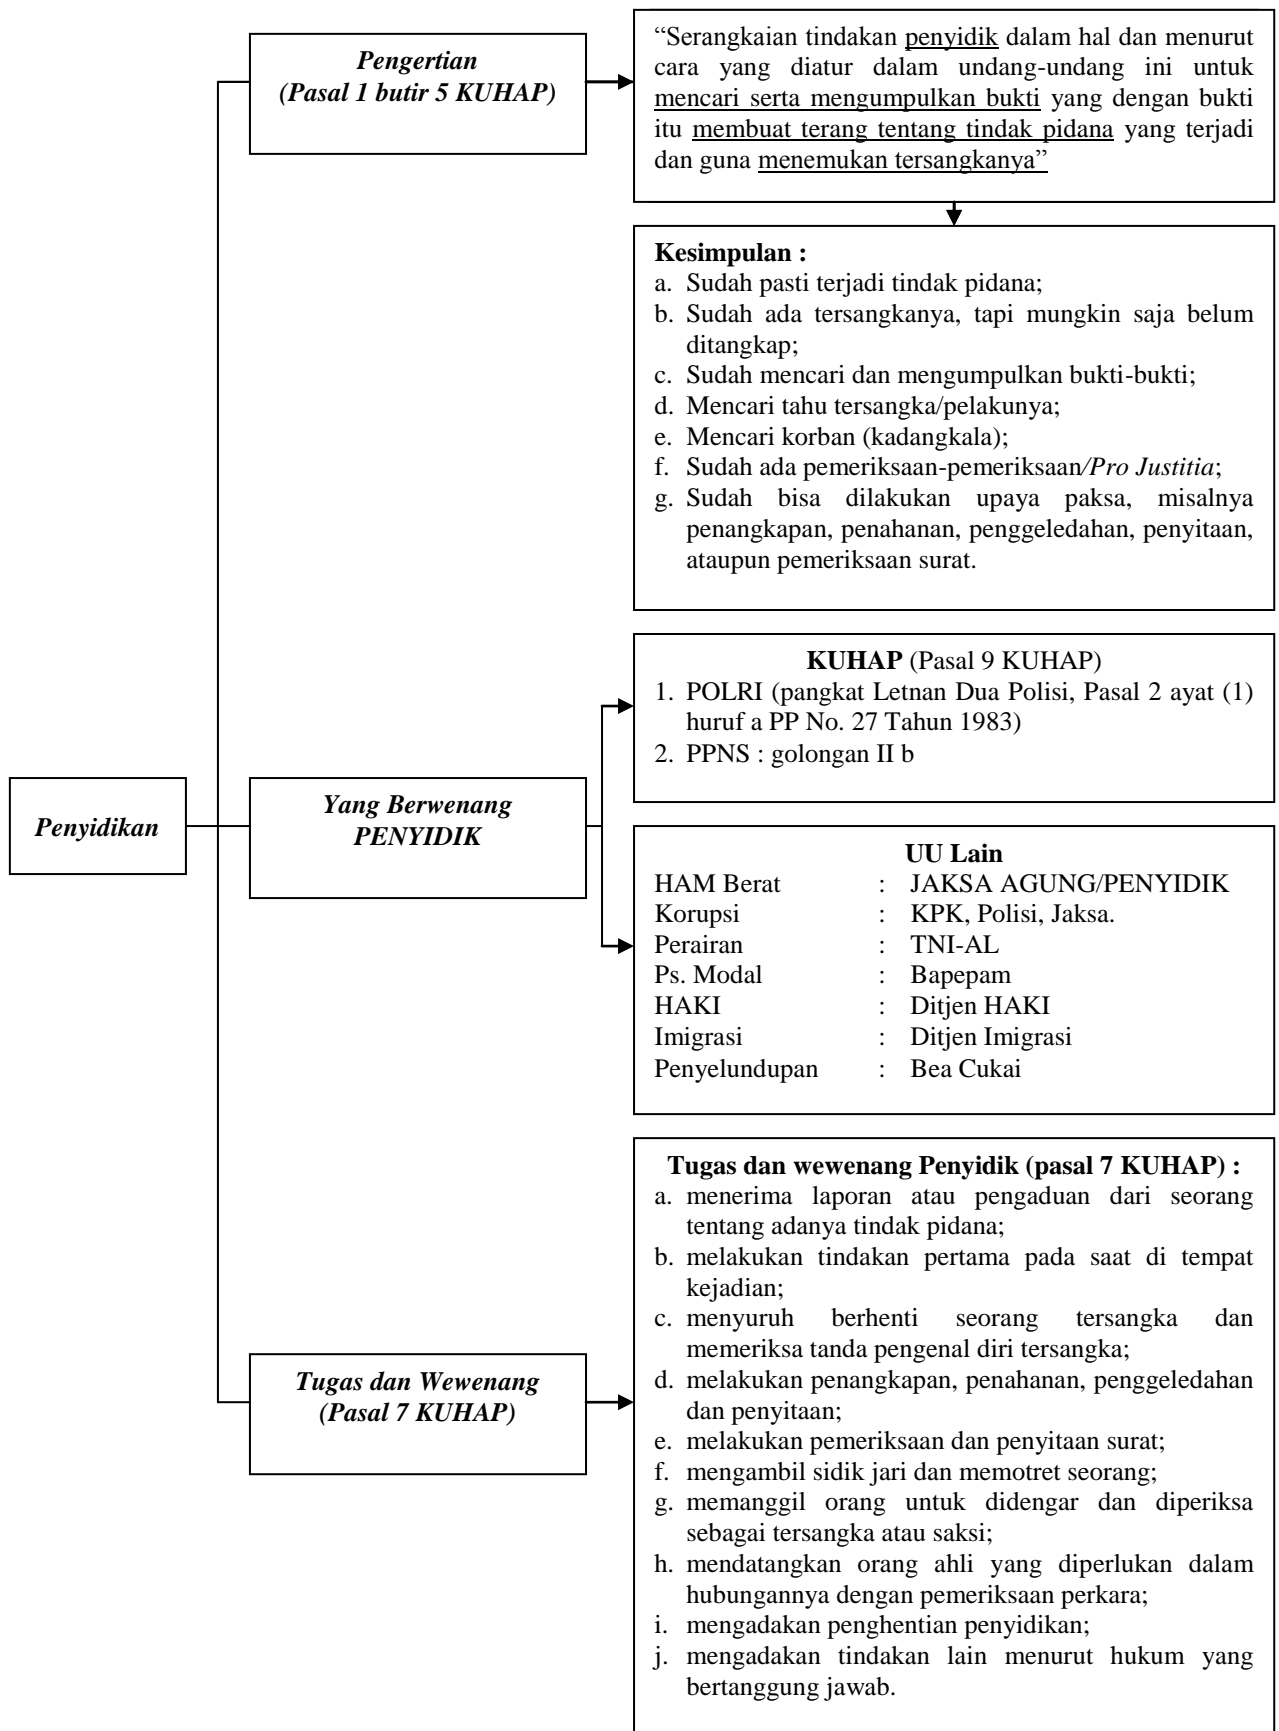 Pengertian
(Pasal 1 butir 5 KUHAP)
“Serangkaian tindakan penyidik dalam hal dan menurut
cara yang diatur dalam undang-undang ini untuk
mencari serta mengumpulkan bukti yang dengan bukti
itu membuat terang tentang tindak pidana yang terjadi
dan guna menemukan tersangkanya”
Kesimpulan :
a. Sudah pasti terjadi tindak pidana;
b. Sudah ada tersangkanya, tapi mungkin saja belum
ditangkap;
c. Sudah mencari dan mengumpulkan bukti-bukti;
d. Mencari tahu tersangka/pelakunya;
e. Mencari korban (kadangkala);
f. Sudah ada pemeriksaan-pemeriksaan/Pro Justitia;
g. Sudah bisa dilakukan upaya paksa, misalnya
penangkapan, penahanan, penggeledahan, penyitaan,
ataupun pemeriksaan surat.
Penyidikan
Yang Berwenang
PENYIDIK
KUHAP (Pasal 9 KUHAP)
1. POLRI (pangkat Letnan Dua Polisi, Pasal 2 ayat (1)
huruf a PP No. 27 Tahun 1983)
2. PPNS : golongan II b
UU Lain
HAM Berat : JAKSA AGUNG/PENYIDIK
Korupsi : KPK, Polisi, Jaksa.
Perairan : TNI-AL
Ps. Modal : Bapepam
HAKI : Ditjen HAKI
Imigrasi : Ditjen Imigrasi
Penyelundupan : Bea Cukai
Tugas dan Wewenang
(Pasal 7 KUHAP)
Tugas dan wewenang Penyidik (pasal 7 KUHAP) :
a. menerima laporan atau pengaduan dari seorang
tentang adanya tindak pidana;
b. melakukan tindakan pertama pada saat di tempat
kejadian;
c. menyuruh berhenti seorang tersangka dan
memeriksa tanda pengenal diri tersangka;
d. melakukan penangkapan, penahanan, penggeledahan
dan penyitaan;
e. melakukan pemeriksaan dan penyitaan surat;
f. mengambil sidik jari dan memotret seorang;
g. memanggil orang untuk didengar dan diperiksa
sebagai tersangka atau saksi;
h. mendatangkan orang ahli yang diperlukan dalam
hubungannya dengan pemeriksaan perkara;
i. mengadakan penghentian penyidikan;
j. mengadakan tindakan lain menurut hukum yang
bertanggung jawab.